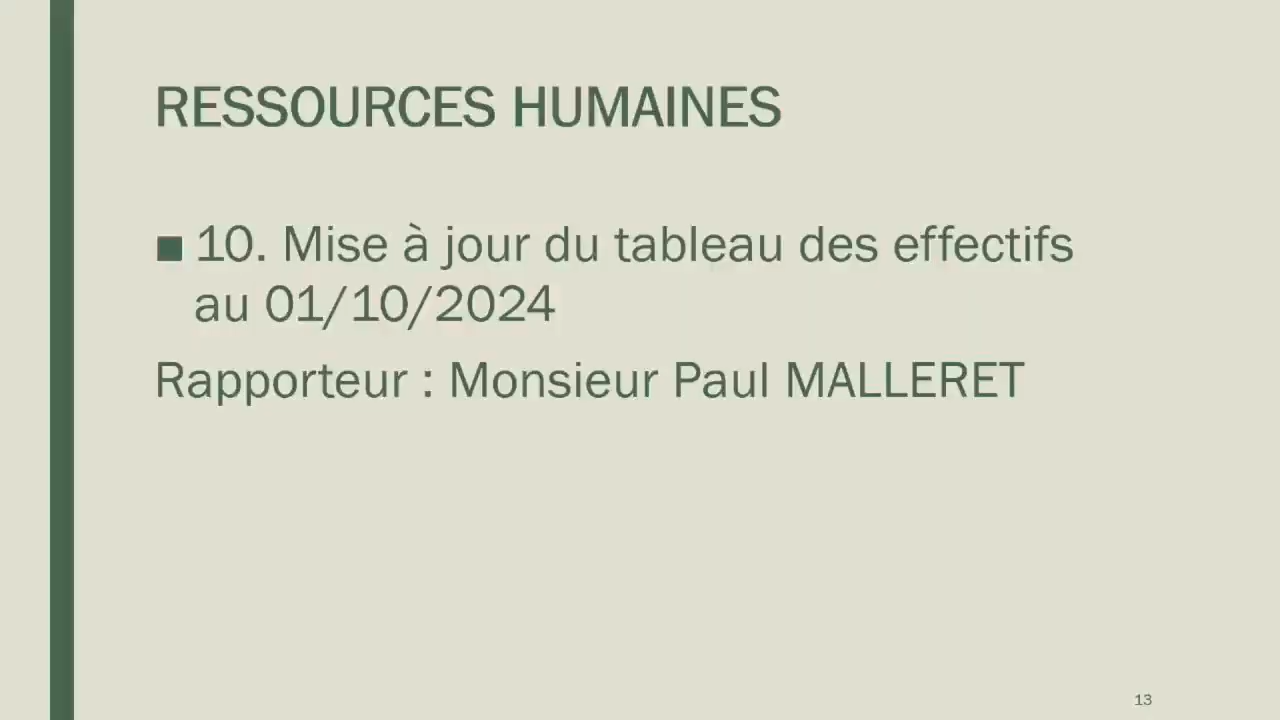 RESSOURCES HUMAINES
■ 10. Mise à jour du tableau des effectifs
au 01/10/2024
Rapporteur : Monsieur Paul MALLERET
13